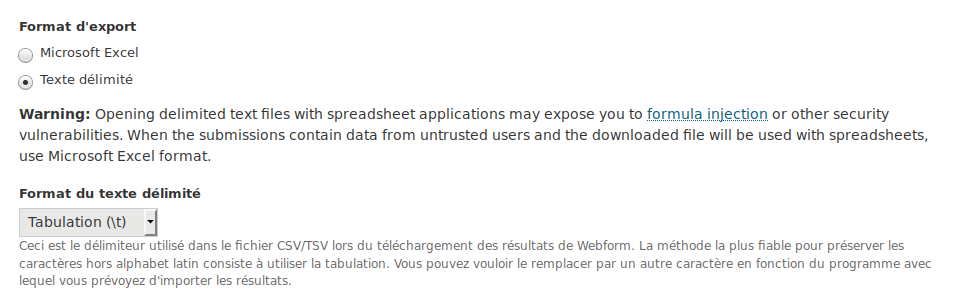 Format d'export
Microsoft Excel
Texte délimité
Warning: Opening delimited text files with spreadsheet applications may expose you to formula injection or other security
vulnerabilities. When the submissions contain data from untrusted users and the downloaded file will be used with spreadsheets,
use Microsoft Excel format.
Format du texte délimité
Tabulation (\t)
Ceci est le délimiteur utilisé dans le fichier CSV/TSV lors du téléchargement des résultats de Webform. La méthode la plus fiable pour préserver les
caractères hors alphabet latin consiste à utiliser la tabulation. Vous pouvez vouloir le remplacer par un autre caractère en fonction du programme avec
lequel vous prévoyez d'importer les résultats.